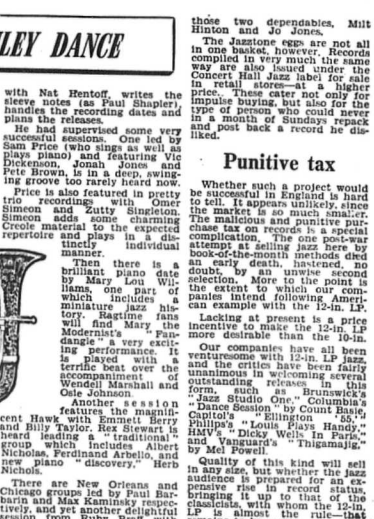 LEY DANCE
with Nat Hentoff, writes the
sleeve notes (as Paul Shapler),
handles the recording dates and
plans the releases.
He had supervised some very
successful sessions. One led by
Sam Price (who sings as well as
plays piano) and featuring Vic
Dickenson, Jonah Jones and
Pete Brown, is in a deep, swing-
ing groove too rarely heard now.
Price is also featured in pretty
trio recordings with Omer
Simeon and Zutty Singleton.
Simeon adds some charming
Creole material to the expected
repertoire and plays in a dis-
tinctly individual
manner.
Then there is a
brilliant piano date
by Mary Lou Wil-
liams, one part of
which includes a
miniature jazz his-
tory. Ragtime fans
will find Mary the
Modernist's " Fan-
dangle " a very excit-
ing performance. It
is played with a
terrific beat over the
accompaniment of
Wendell Marshall and
Osie Johnson.
Another session
features the magnifi-
cent Hawk with Emmett Berry
and Billy Taylor. Rex Stewart is
heard leading a " traditional "
group which includes Albert
Nicholas, Ferdinand Arbello, and
new piano " discovery," Herb
Nichols.
There are New Orleans and
Chicago groups led by Paul Bar-
barin and Max Kaminsky respec-
tively, and yet another delightful
session from Ruby Braff with
those two dependables, Milt
Hinton and Jo Jones.
The Jazztone eggs are not all
in one basket, however. Records
compiled in very much the same
way are also issued under the
Concert Hall Jazz label for sale
in retail stores—at a higher
price. These cater not only for
impulse buying, but also for the
type of person who could never
in a month of Sundays repack
and post back a record he dis-
liked.
Punitive tax
Whether such a project would
be successful in England is hard
to tell. It appears unlikely, since
the market is so much smaller.
The malicious and punitive pur-
chase tax on records is a special
complication. The one post-war
attempt at selling jazz here by
book-of-the-month methods died
an early death, hastened, no
doubt, by an unwise second
selection. More to the point is
the extent to which our com-
panies intend following Ameri-
can example with the 12-in. LP.
Lacking at present is a price
incentive to make the 12-in. LP
more desirable than the 10-in.
Our companies have all been
venturesome with 12-in. LP jazz,
and the critics have been fairly
unanimous in welcoming several
outstanding releases in this
form, such as Brunswick's
" Jazz Studio One," Columbia's
" Dance Session " by Count Basie,
Capitol's " Ellington '55,"
Philips's " Louis Plays Handy,"
HMV's " Dicky Wells In Paris,"
and Vanguard's " Thigamajig,"
by Mel Powell.
Quality of this kind will sell
in any size, but whether the jazz
audience is prepared for an ex-
pensive rise in record status,
bringing it up to that of the
classicists, with whom the 12-in.
LP is almost the rule—that